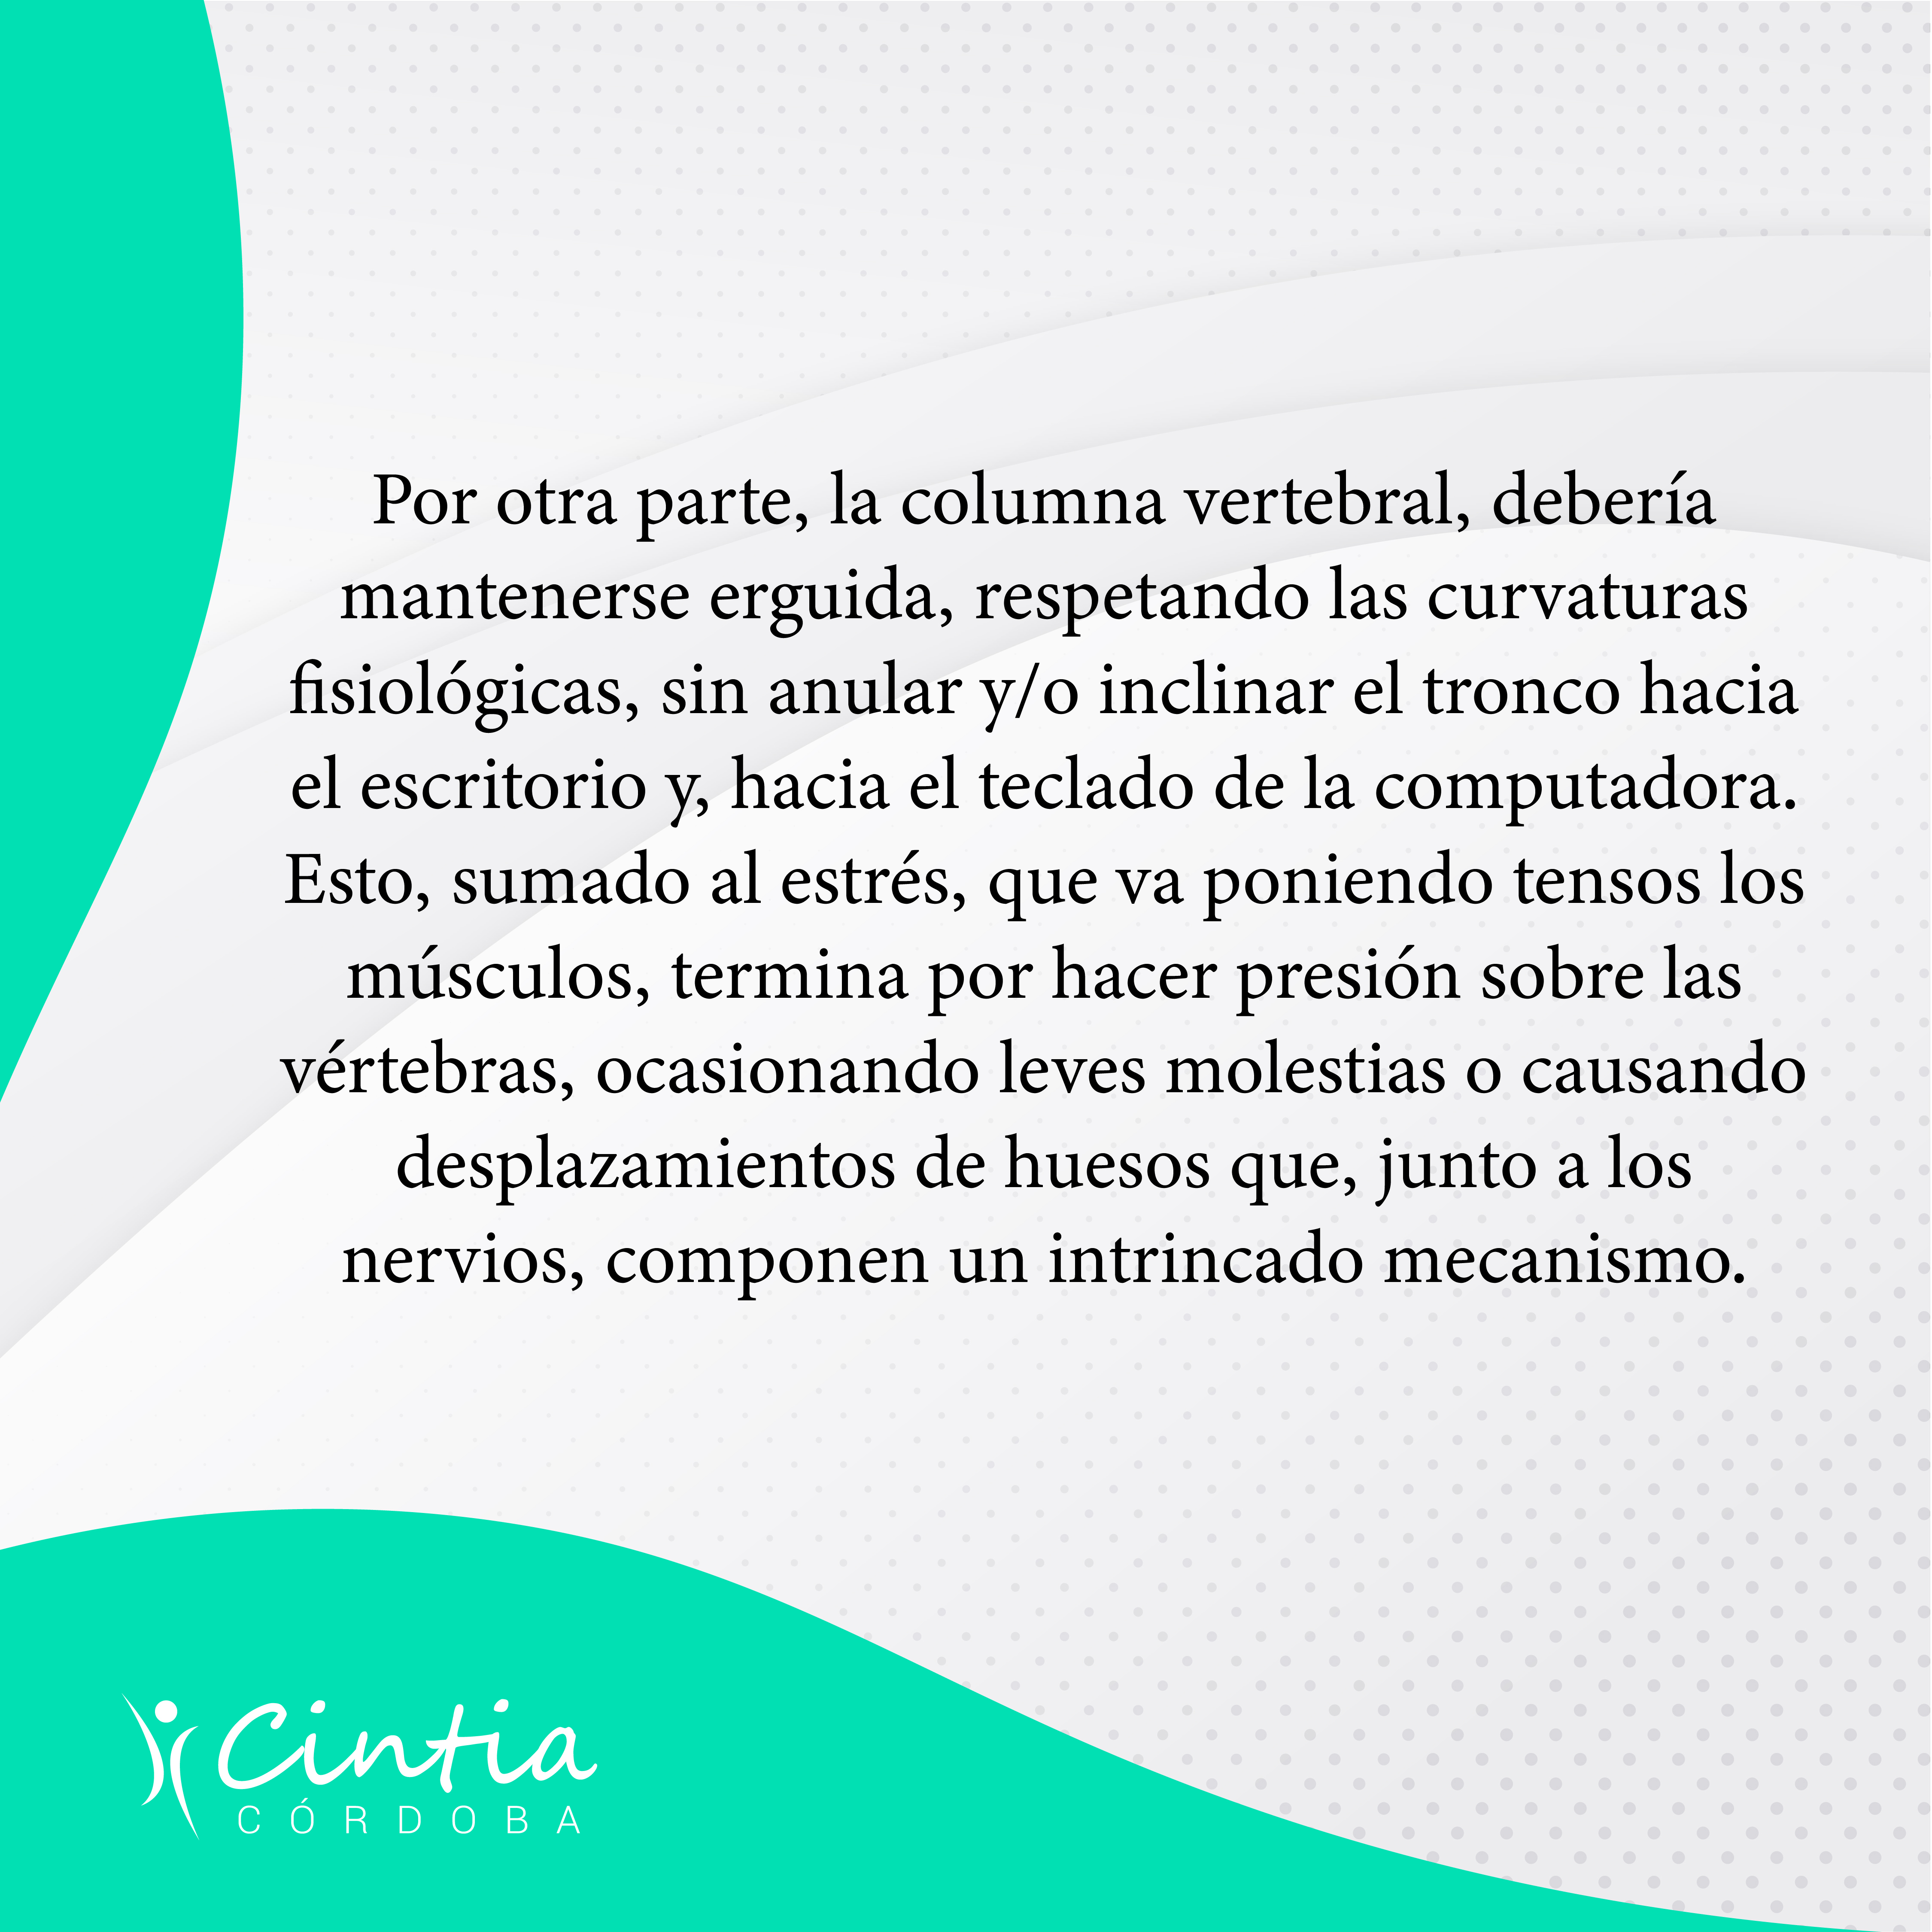 Por otra parte, la columna vertebral, debería
mantenerse erguida, respetando las curvaturas
fisiológicas, sin anular y/o inclinar el tronco hacia
el escritorio y, hacia el teclado de la computadora.
Esto, sumado al estrés, que va poniendo tensos los
músculos, termina por hacer presión sobre las
vértebras, ocasionando leves molestias o causando
desplazamientos de huesos que, junto a los
nervios, componen un intrincado mecanismo.
Cintia
CÓRDOBA